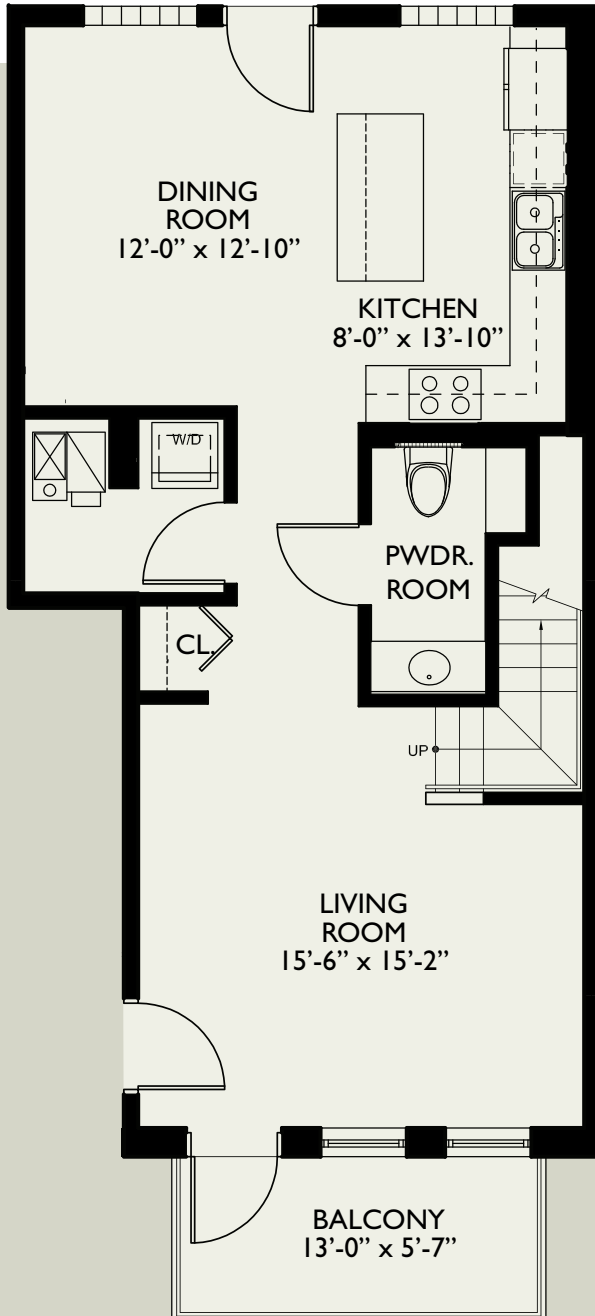 DINING
ROOM
12’-0” x 12’-10”
KITCHEN
8’-0” x 13’-10”
W/D
PWDR.
ROOM
CL.
UP
LIVING
ROOM
15’-6” x 15’-2”
BALCONY
13’-0” x 5’-7”